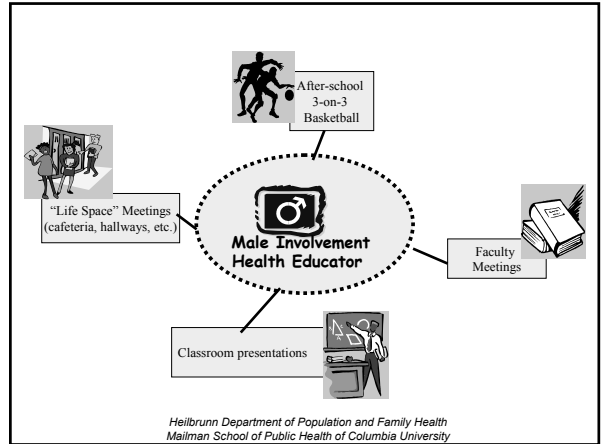 After-school
3-on-3
Basketball
“Life Space” Meetings
(cafeteria, hallways, etc.)
Male Involvement
Health Educator
Faculty
Meetings
Classroom presentations
Heilbrunn Department of Population and Family Health
Mailman School of Public Health of Columbia University